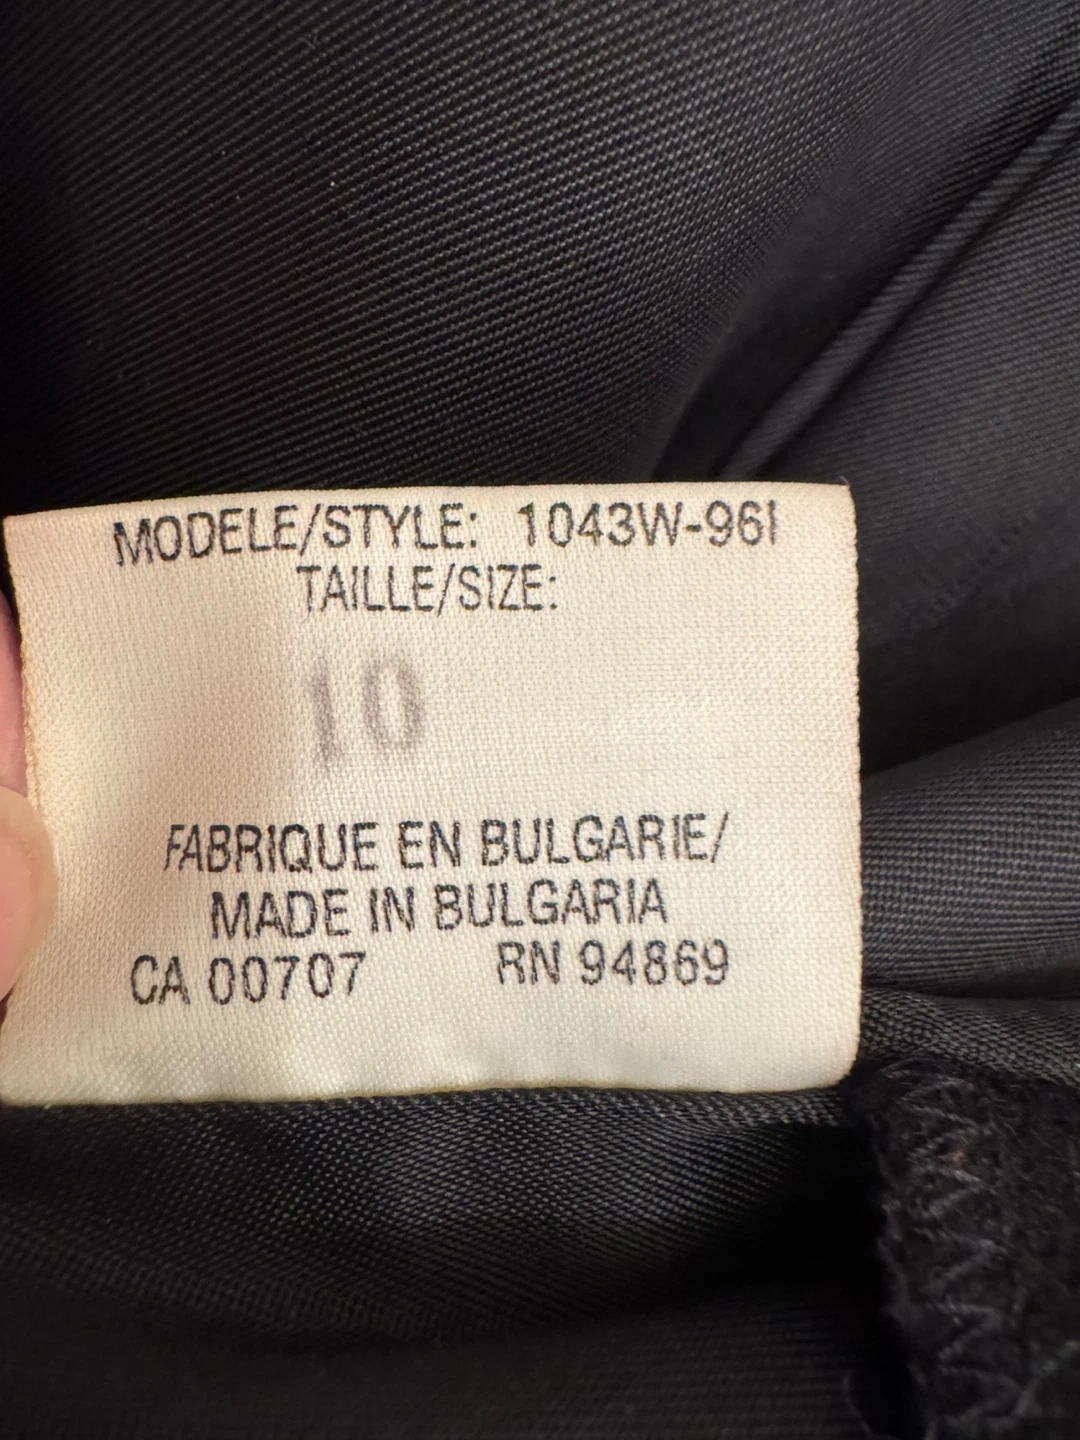 MODELE/STYLE: 1043W-96I
TAILLE/SIZE:
10
FABRIQUE EN BULGARIE/
MADE IN BULGARIA
CA 00707 RN 94869